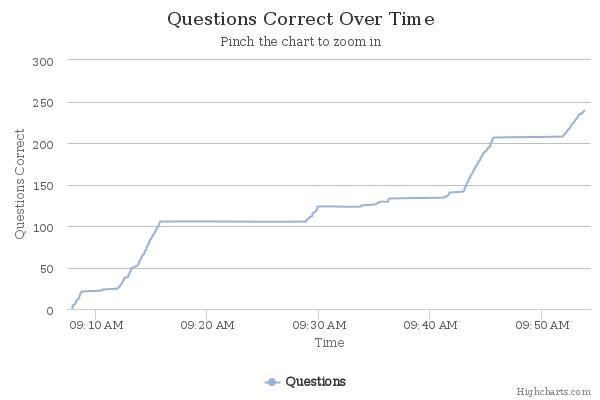 Questions Correct Over Time
Pinch the chart to zoom in
Questions Correct
300
250
200
150
100
50
0
09:10 AM 09:20 AM 09:30 AM 09:40 AM 09:50 AM
Time
Questions
Highcharts.com